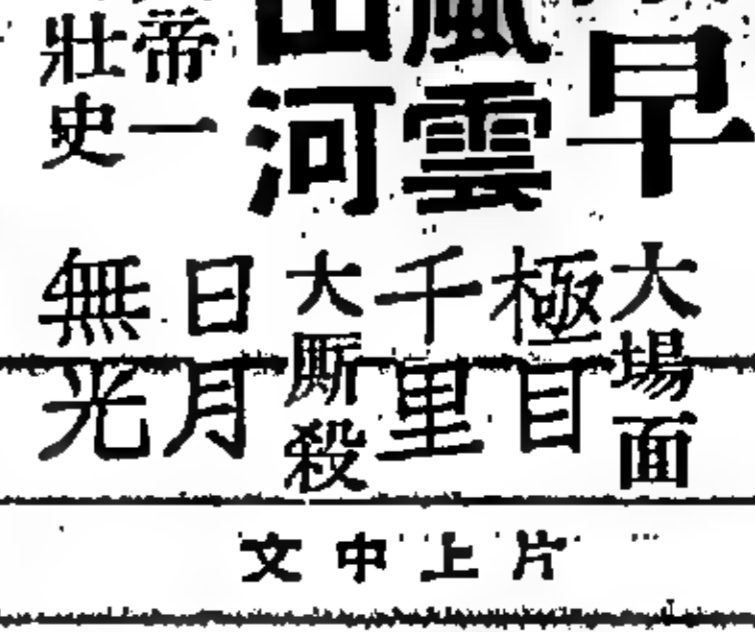 早
風雲
山河
帝一
壯史
大場面
極目
千里
大厮殺
日月
無光
片上中文